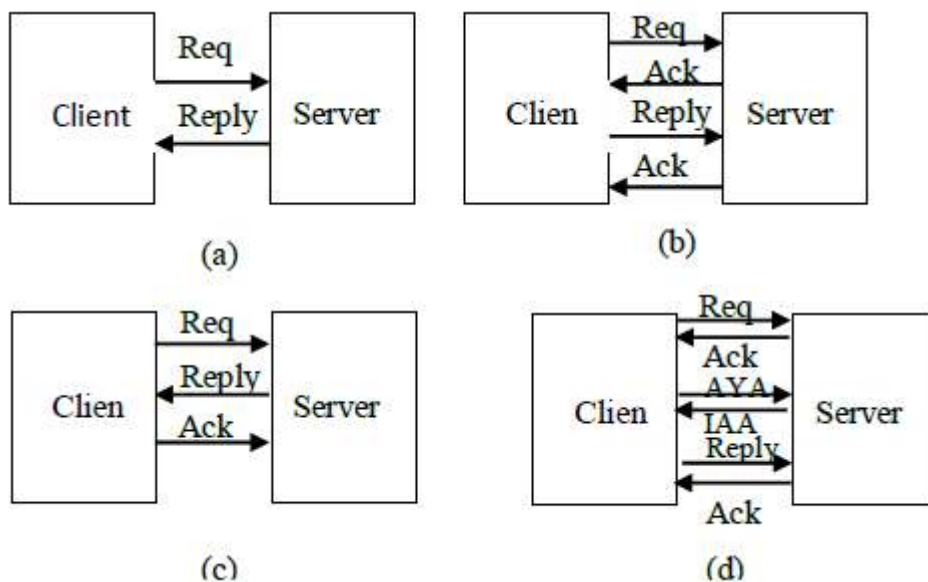 Req
Client
Reply
Server
(a)
Req
Ack
Clien
Reply
Server
Ack
(b)
Req
Reply
Clien
Server
Ack
(c)
Req
Ack
AYA
Clien
Server
IAA
Reply
Ack
(d)